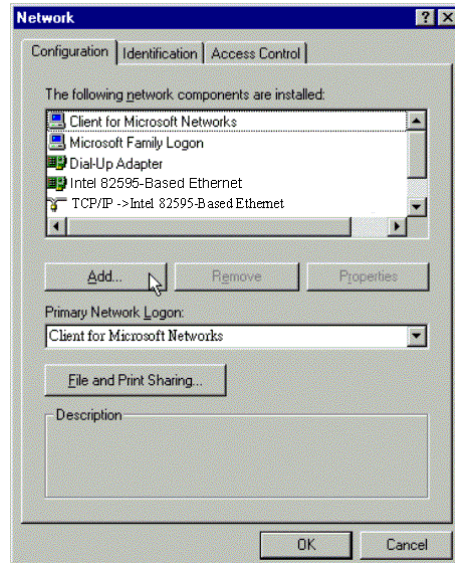 Network
Configuration Identification Access Control
The following network components are installed:
Client for Microsoft Networks
Microsoft Family Logon
Dial-Up Adapter
Intel 82595-Based Ethernet
TCP/IP ->Intel 82595-Based Ethernet
Add... Remove Properties
Primary Network Logon:
Client for Microsoft Networks
File and Print Sharing...
Description
OK Cancel